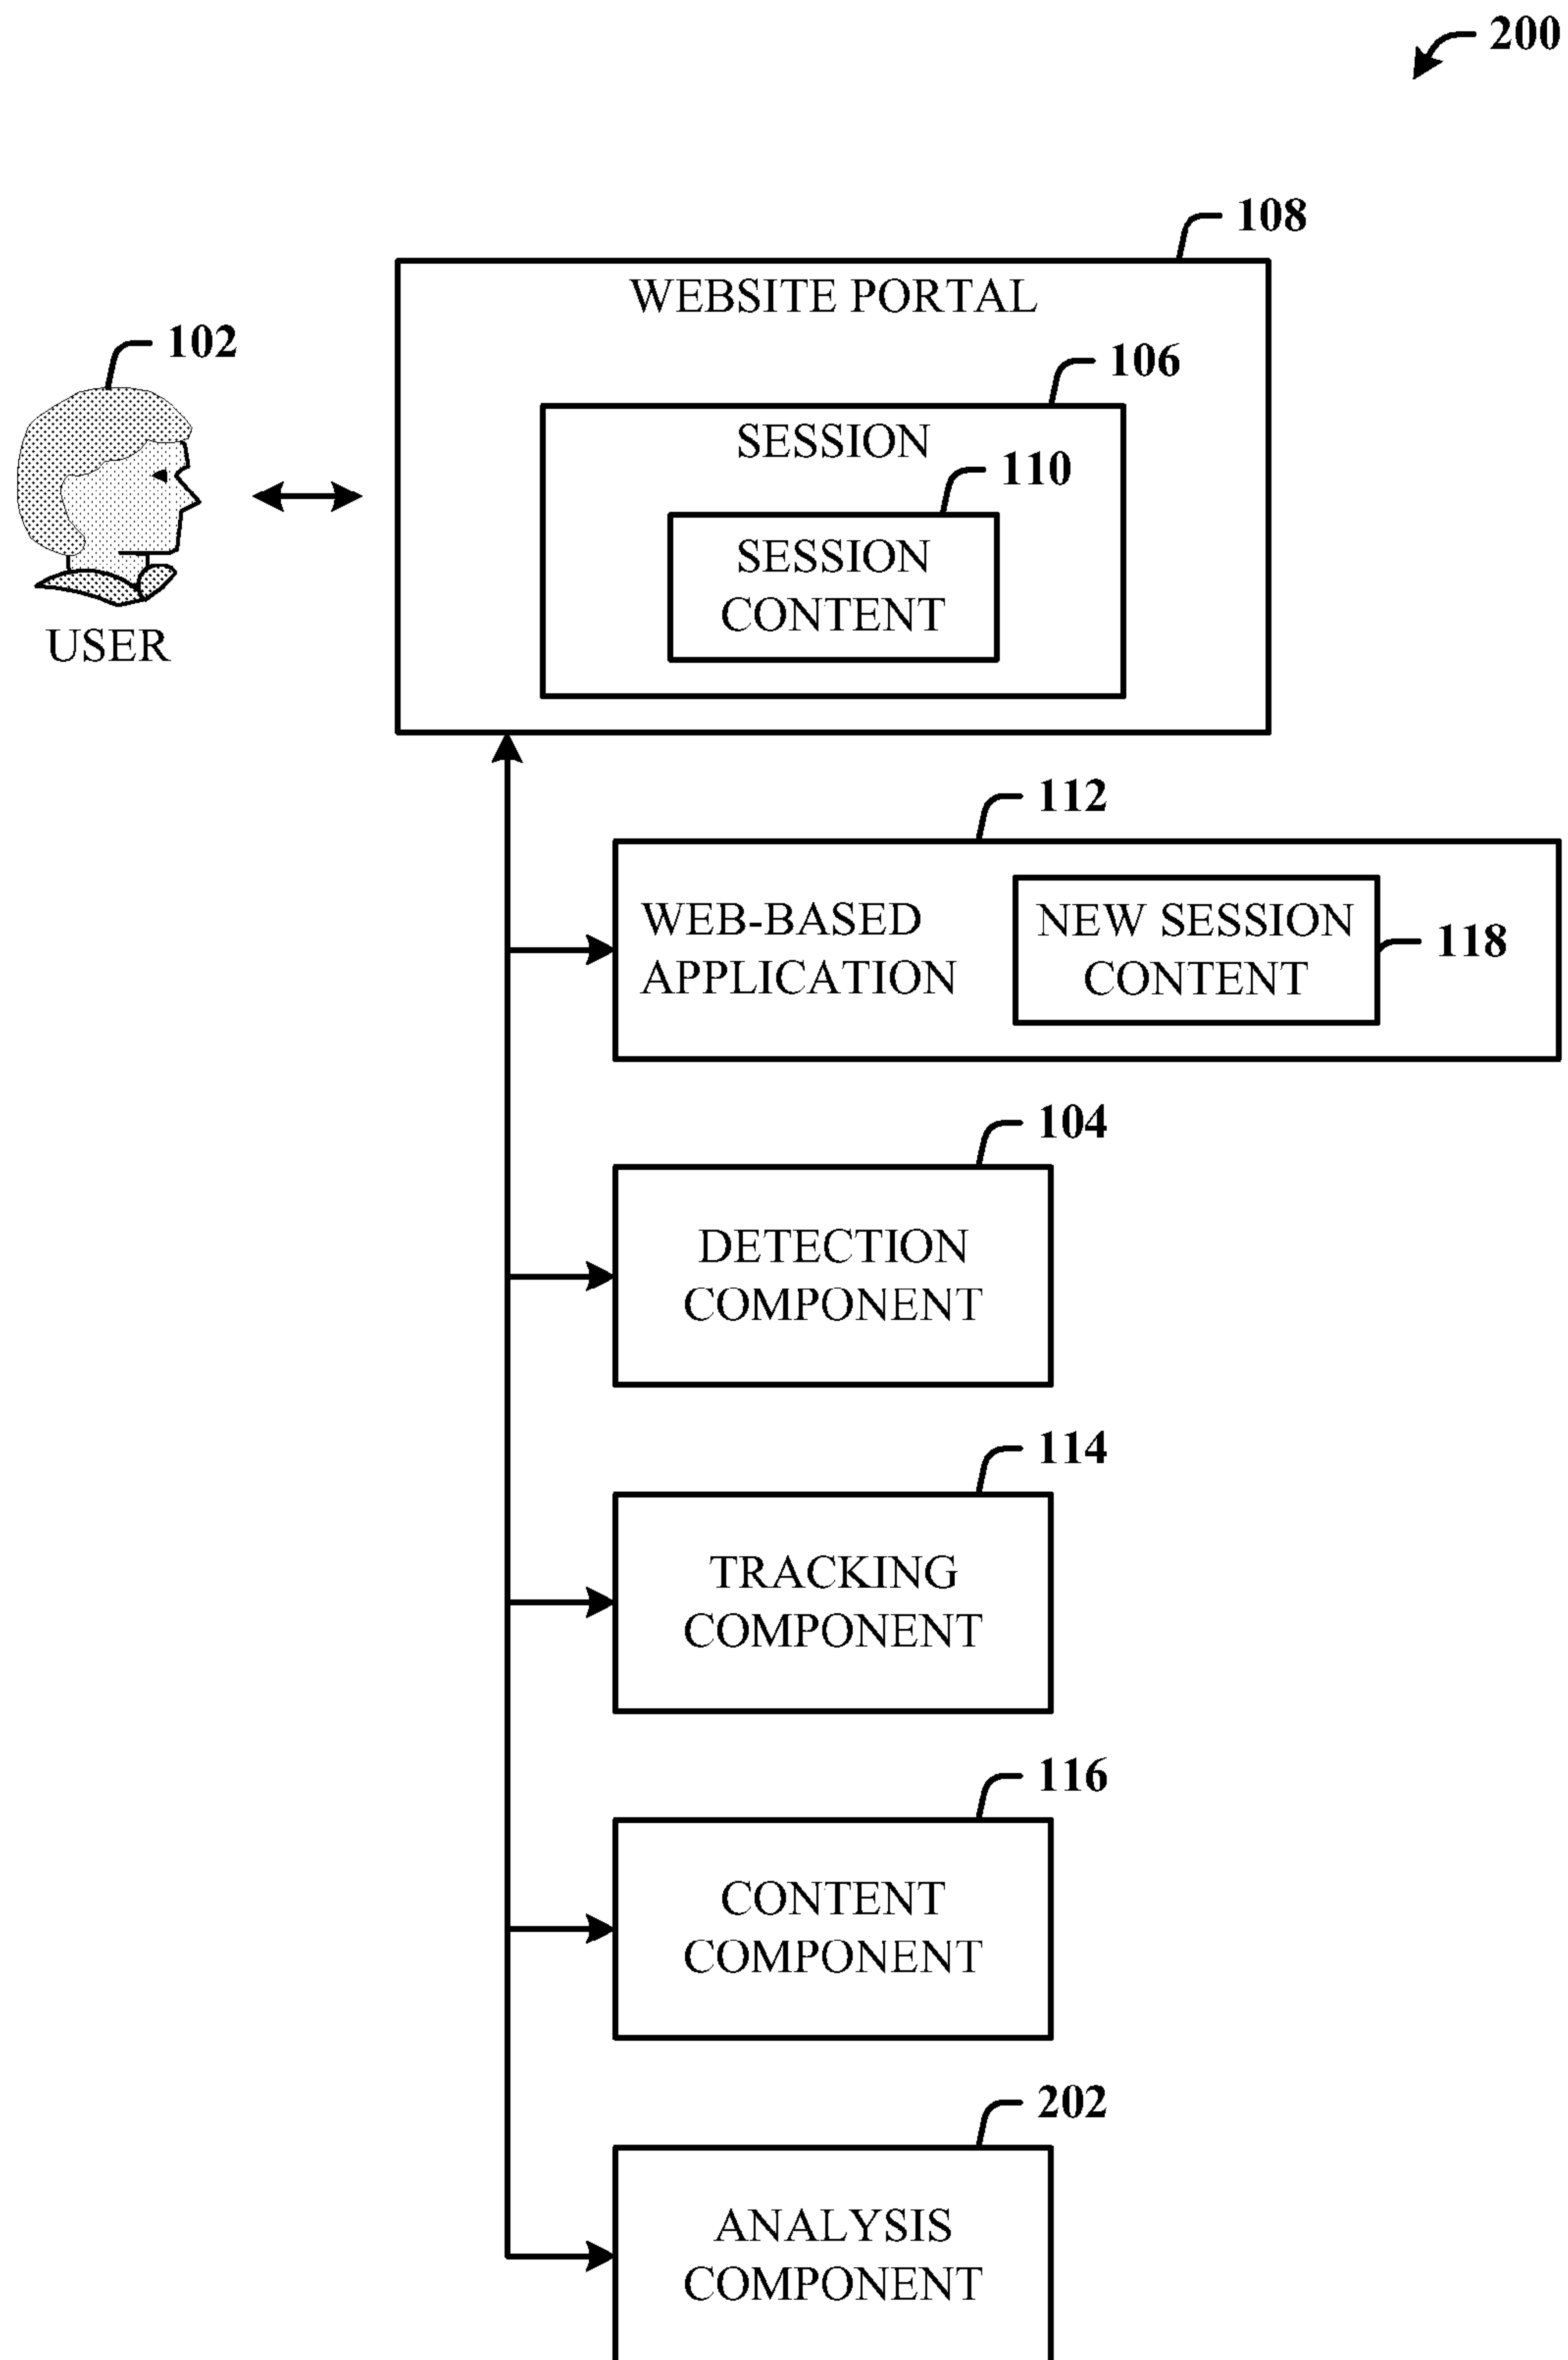 200
108
WEBSITE PORTAL
102
106
SESSION
110
SESSION
CONTENT
USER
112
WEB-BASED
APPLICATION
NEW SESSION
CONTENT
118
104
DETECTION
COMPONENT
114
TRACKING
COMPONENT
116
CONTENT
COMPONENT
202
ANALYSIS
COMPONENT